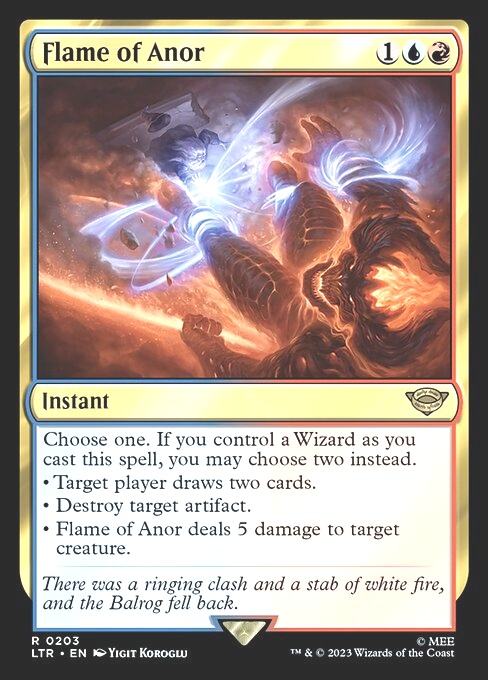 Flame of Anor 1
Instant
Choose one. If you control a Wizard as you
cast this spell, you may choose two instead.
• Target player draws two cards.
• Destroy target artifact.
• Flame of Anor deals 5 damage to target
creature.
There was a ringing clash and a stab of white fire,
and the Balrog fell back.
R 0203
LTR • EN Yigit Koroglu
© MEE
™ & © 2023 Wizards of the Coast